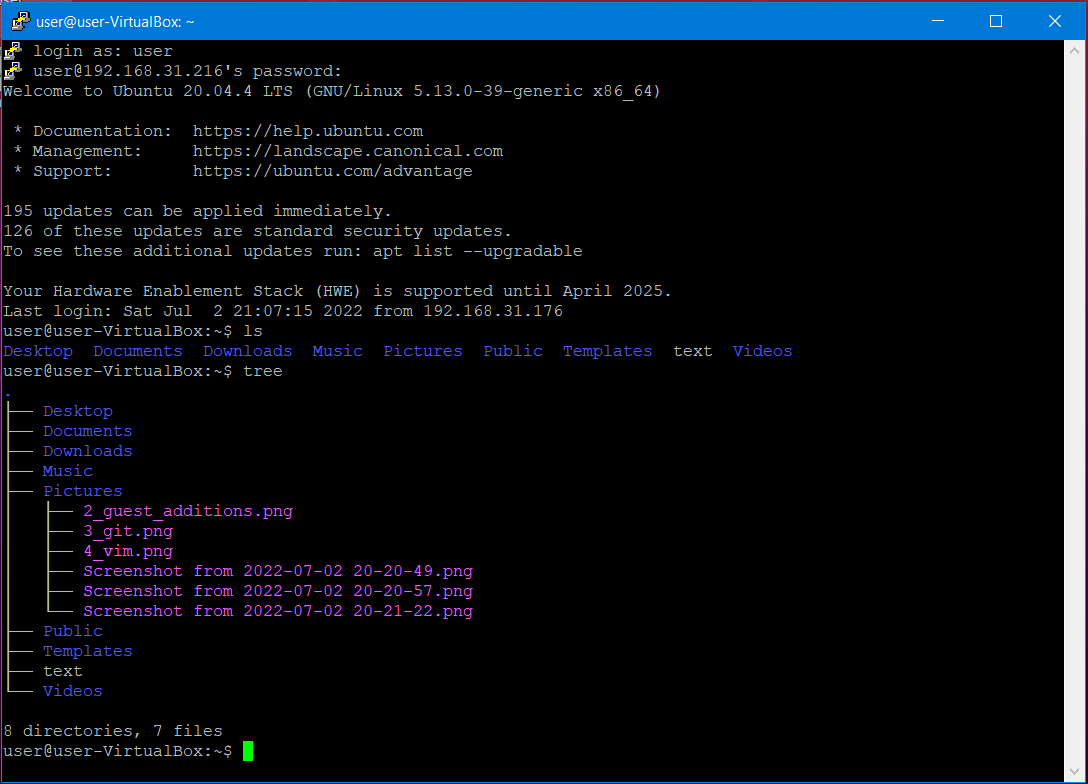 user@user-VirtualBox: ~
login as: user
user@192.168.31.216's password:
Welcome to Ubuntu 20.04.4 LTS (GNU/Linux 5.13.0-39-generic x86_64)
 * Documentation:  https://help.ubuntu.com
 * Management:     https://landscape.canonical.com
 * Support:        https://ubuntu.com/advantage
195 updates can be applied immediately.
126 of these updates are standard security updates.
To see these additional updates run: apt list --upgradable
Your Hardware Enablement Stack (HWE) is supported until April 2025.
Last login: Sat Jul  2 21:07:15 2022 from 192.168.31.176
user@user-VirtualBox:~$ ls
Desktop  Documents  Downloads  Music  Pictures  Public  Templates  text  Videos
user@user-VirtualBox:~$ tree
.
├── Desktop
├── Documents
├── Downloads
├── Music
├── Pictures
│   ├── 2_guest_additions.png
│   ├── 3_git.png
│   ├── 4_vim.png
│   ├── Screenshot from 2022-07-02 20-20-49.png
│   ├── Screenshot from 2022-07-02 20-20-57.png
│   └── Screenshot from 2022-07-02 20-21-22.png
├── Public
├── Templates
├── text
└── Videos
8 directories, 7 files
user@user-VirtualBox:~$